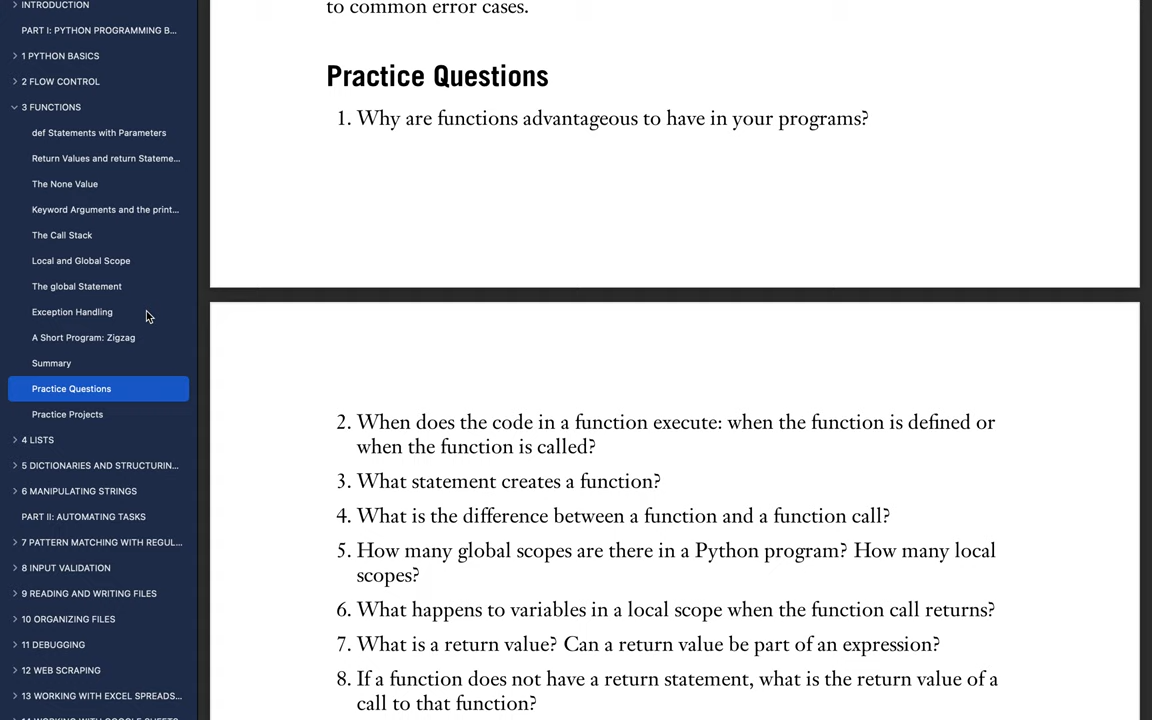 INTRODUCTION
PART I: PYTHON PROGRAMMING B...
1 PYTHON BASICS
2 FLOW CONTROL
3 FUNCTIONS
def Statements with Parameters
Return Values and return Stateme...
The None Value
Keyword Arguments and the print...
The Call Stack
Local and Global Scope
The global Statement
Exception Handling
A Short Program: Zigzag
Summary
Practice Questions
Practice Projects
4 LISTS
5 DICTIONARIES AND STRUCTURIN...
6 MANIPULATING STRINGS
PART II: AUTOMATING TASKS
7 PATTERN MATCHING WITH REGUL...
8 INPUT VALIDATION
9 READING AND WRITING FILES
10 ORGANIZING FILES
11 DEBUGGING
12 WEB SCRAPING
13 WORKING WITH EXCEL SPREADS...
to common error cases.
Practice Questions
1. Why are functions advantageous to have in your programs?
2. When does the code in a function execute: when the function is defined or
when the function is called?
3. What statement creates a function?
4. What is the difference between a function and a function call?
5. How many global scopes are there in a Python program? How many local
scopes?
6. What happens to variables in a local scope when the function call returns?
7. What is a return value? Can a return value be part of an expression?
8. If a function does not have a return statement, what is the return value of a
call to that function?